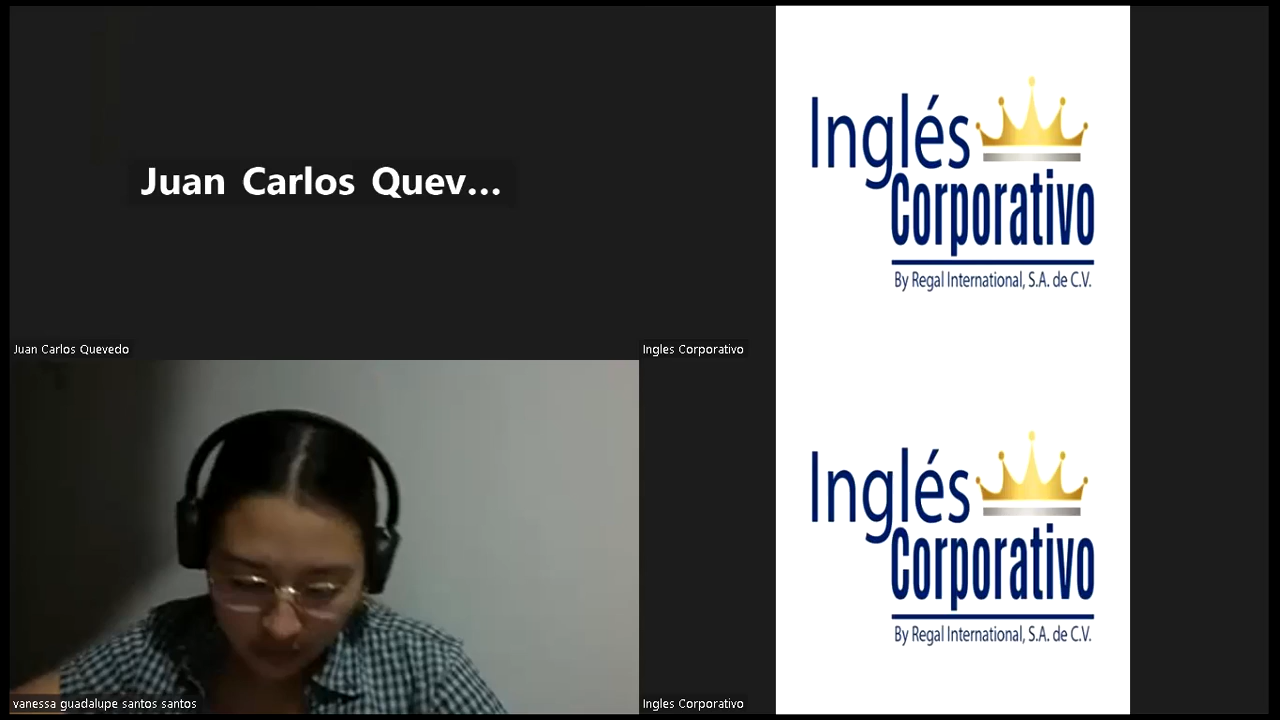 Juan Carlos Quev...
Juan Carlos Quevedo
Inglés
Corporativo
By Regal International, S.A. de C.V.
Ingles Corporativo
vanessa guadalupe santos santos
Inglés
Corporativo
By Regal International, S.A. de C.V.
Ingles Corporativo